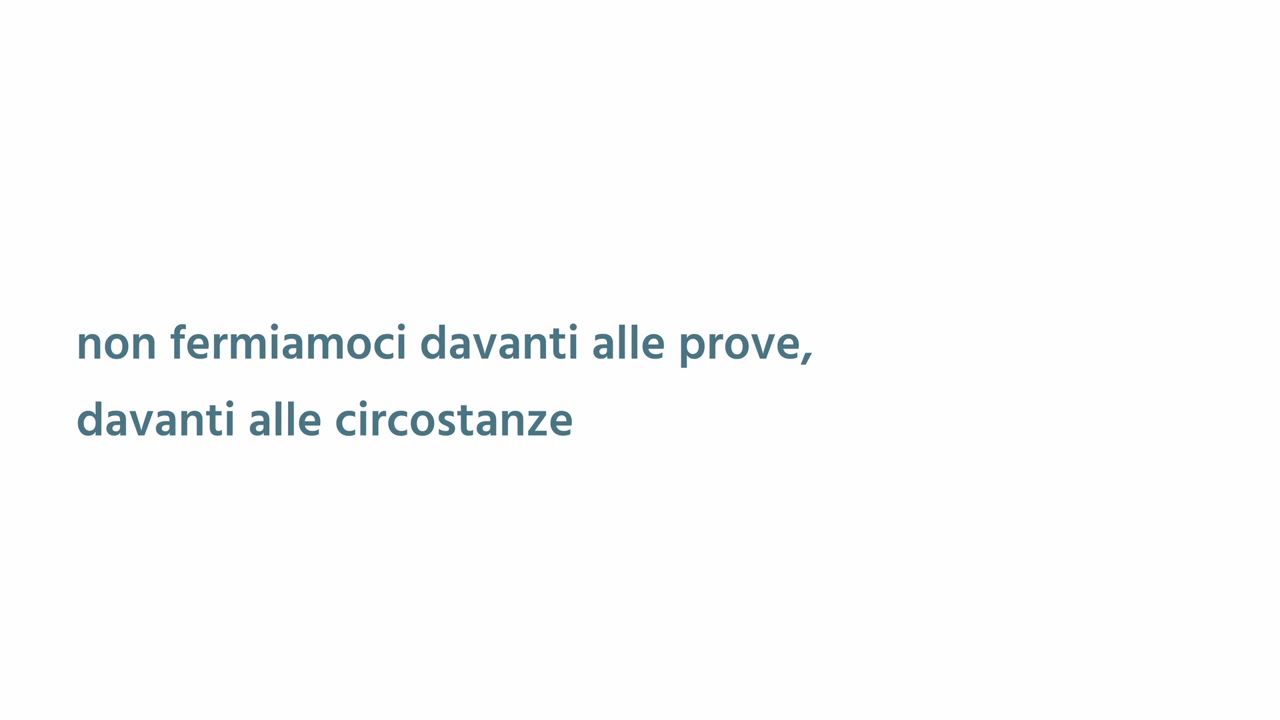 non fermiamoci davanti alle prove,
davanti alle circostanze